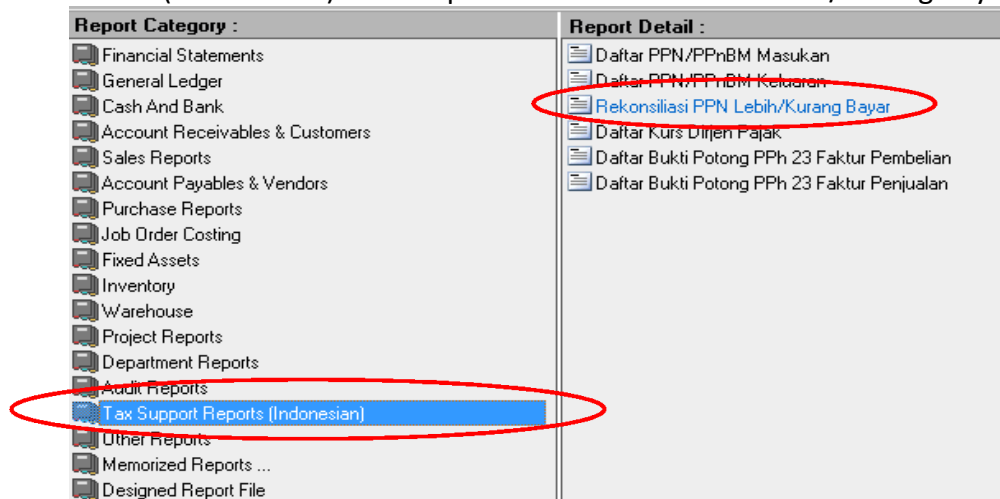 Report Category :
Financial Statements
General Ledger
Cash And Bank
Account Receivables & Customers
Sales Reports
Account Payables & Vendors
Purchase Reports
Job Order Costing
Fixed Assets
Inventory
Warehouse
Project Reports
Department Reports
Audit Reports
Tax Support Reports (Indonesian)
Other Reports
Memorized Reports ...
Designed Report File
Report Detail :
Daftar PPN/PPnBM Masukan
Daftar PPN/PPnBM Keluaran
Rekonsiliasi PPN Lebih/Kurang Bayar
Daftar Kurs Dirjen Pajak
Daftar Bukti Potong PPh 23 Faktur Pembelian
Daftar Bukti Potong PPh 23 Faktur Penjualan